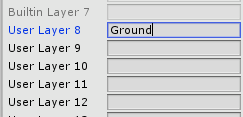 Builtin Layer 7
User Layer 8 Ground
User Layer 9
User Layer 10
User Layer 11
User Layer 12